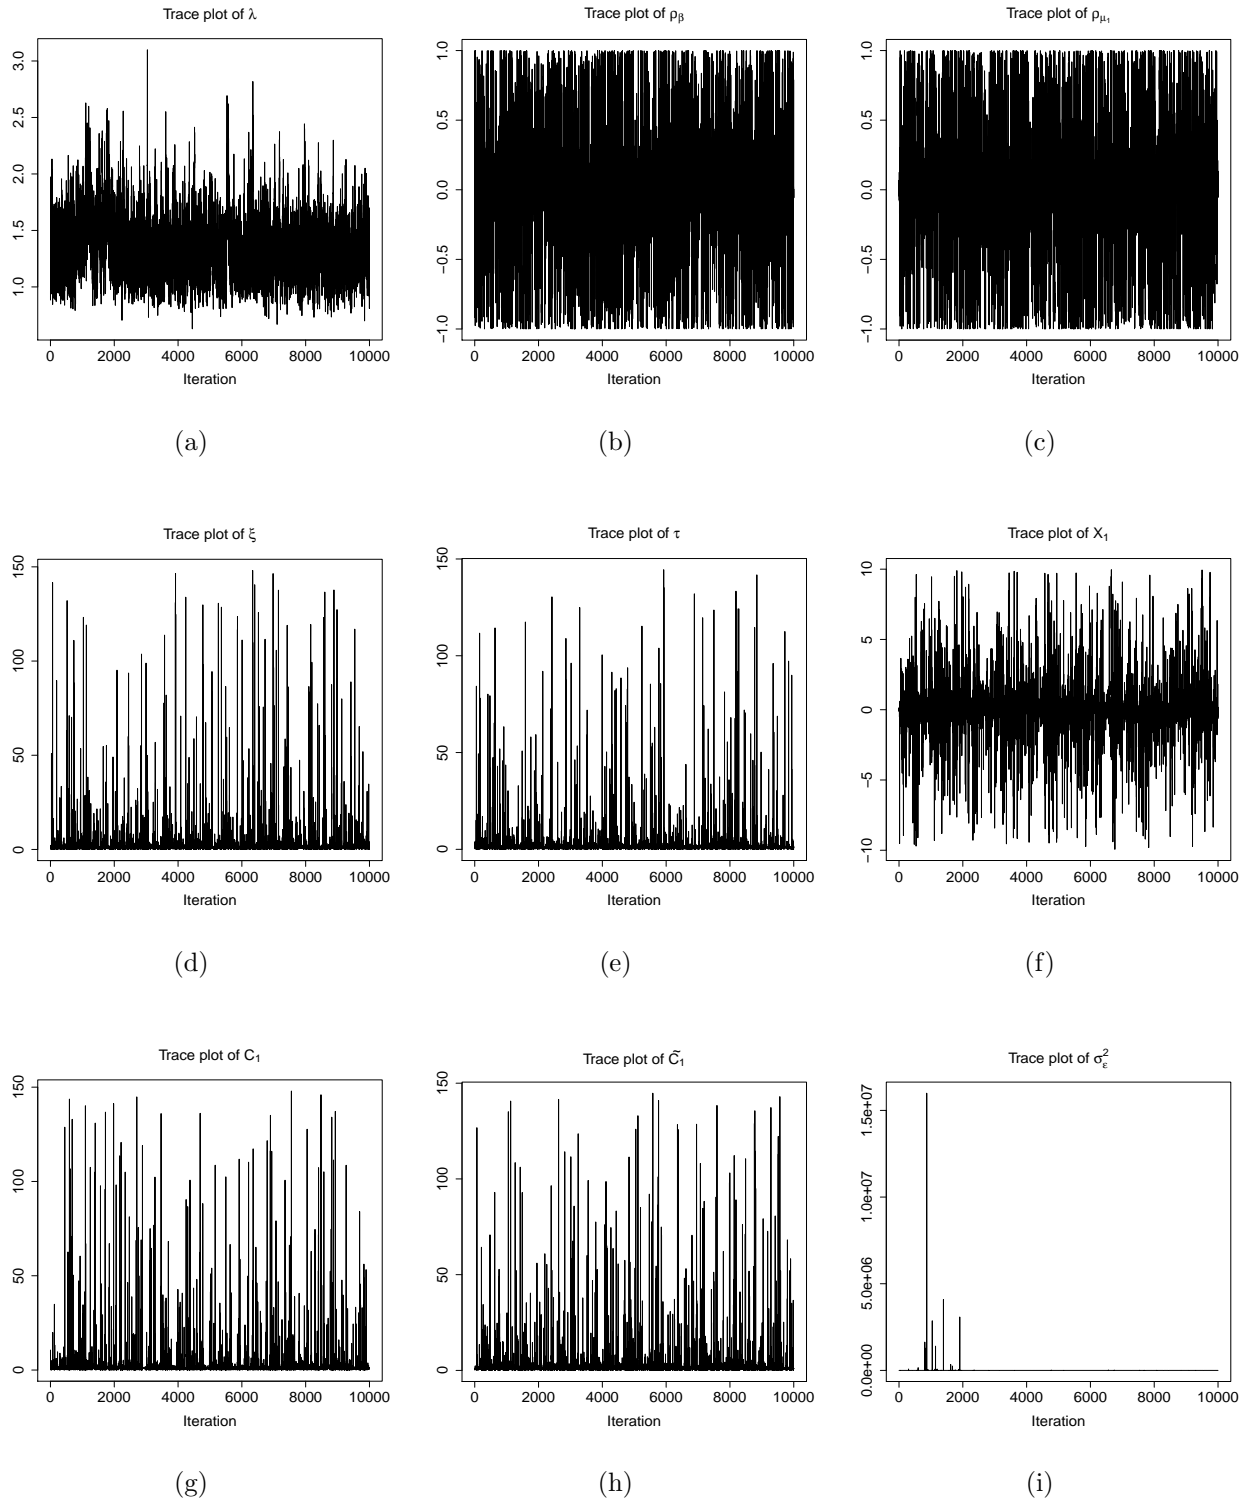 Trace plot of λ
Trace plot of ρβ
Trace plot of ρμ₁
3.0
2.5
2.0
1.5
1.0
0 2000 4000 6000 8000 10000
Iteration
1.0
0.5
0.0
−0.5
−1.0
0 2000 4000 6000 8000 10000
Iteration
1.0
0.5
0.0
−0.5
−1.0
0 2000 4000 6000 8000 10000
Iteration
(a)
(b)
(c)
Trace plot of ξ
Trace plot of τ
Trace plot of X₁
150
100
50
0
0 2000 4000 6000 8000 10000
Iteration
150
100
50
0
0 2000 4000 6000 8000 10000
Iteration
10
5
0
−5
−10
0 2000 4000 6000 8000 10000
Iteration
(d)
(e)
(f)
Trace plot of C₁
Trace plot of C̃₁
Trace plot of σ²ε
150
100
50
0
0 2000 4000 6000 8000 10000
Iteration
150
100
50
0
0 2000 4000 6000 8000 10000
Iteration
1.5e+07
1.0e+07
5.0e+06
0.0e+00
0 2000 4000 6000 8000 10000
Iteration
(g)
(h)
(i)